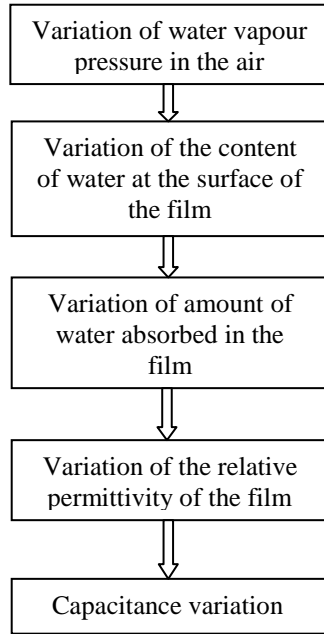 Variation of water vapour
pressure in the air
Variation of the content
of water at the surface of
the film
Variation of amount of
water absorbed in the
film
Variation of the relative
permittivity of the film
Capacitance variation